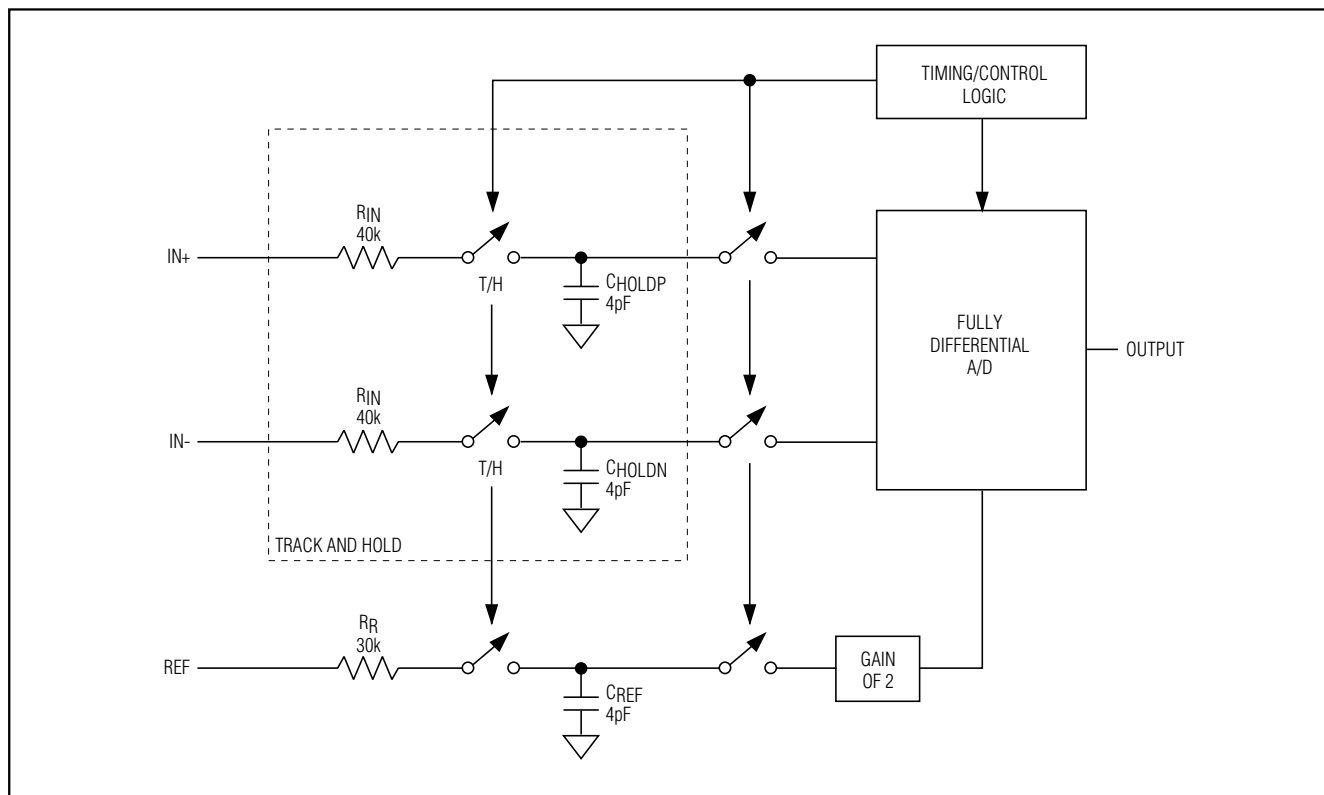 TIMING/CONTROL
LOGIC
RIN
40k
IN+
T/H
CHOLDP
4pF
FULLY
DIFFERENTIAL
A/D
OUTPUT
RIN
40k
IN-
T/H
CHOLDN
4pF
TRACK AND HOLD
RR
30k
REF
CREF
4pF
GAIN
OF 2